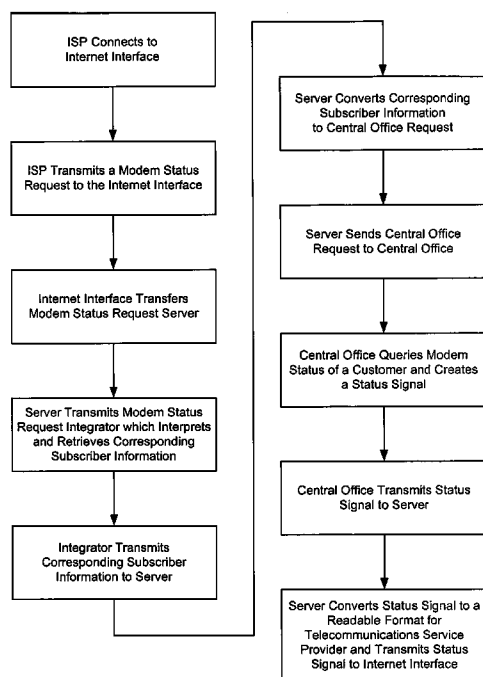 ISP Connects to
Internet Interface
ISP Transmits a Modem Status
Request to the Internet Interface
Internet Interface Transfers
Modem Status Request Server
Server Transmits Modem Status
Request Integrator which Interprets
and Retrieves Corresponding
Subscriber Information
Integrator Transmits
Corresponding Subscriber
Information to Server
Server Converts Corresponding
Subscriber Information
to Central Office Request
Server Sends Central Office
Request to Central Office
Central Office Queries Modem
Status of a Customer and Creates
a Status Signal
Central Office Transmits Status
Signal to Server
Server Converts Status Signal to a
Readable Format for
Telecommunications Service
Provider and Transmits Status
Signal to Internet Interface